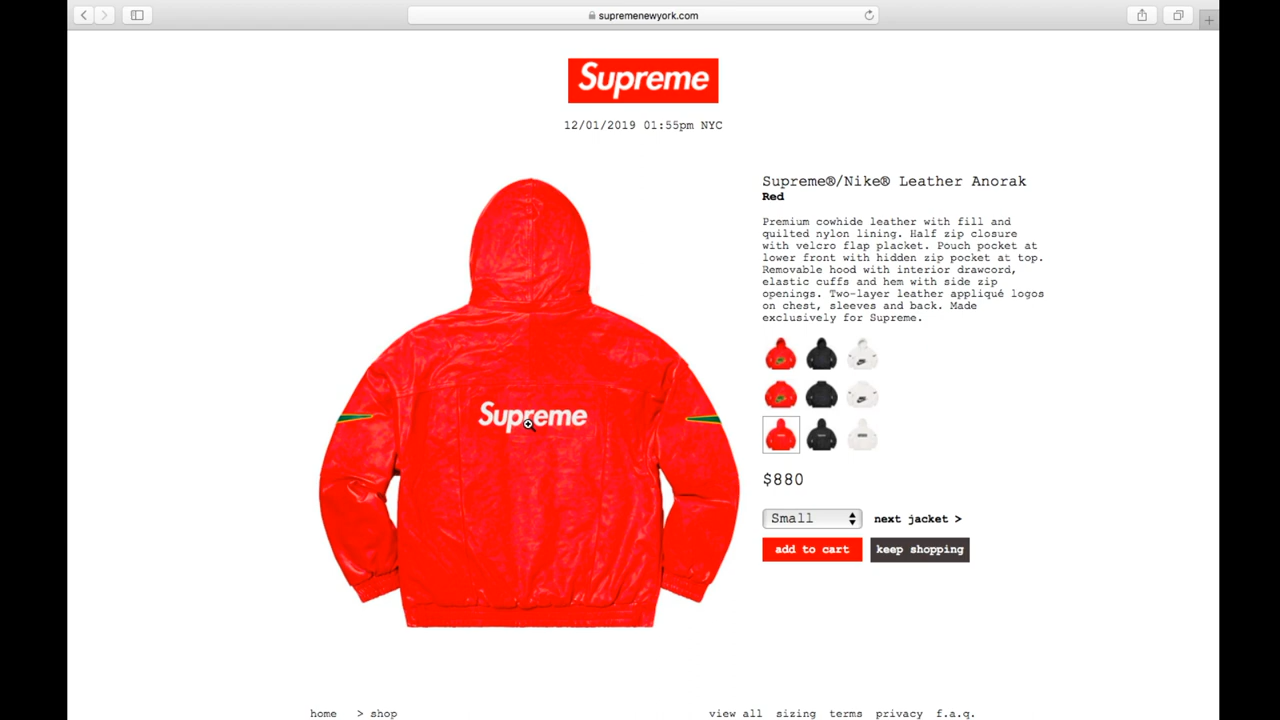 supremenewyork.com
Supreme
12/01/2019 01:55pm NYC
Supreme®/Nike® Leather Anorak
Red
Premium cowhide leather with fill and
quilted nylon lining. Half zip closure
with velcro flap placket. Pouch pocket at
lower front with hidden zip pocket at top.
Removable hood with interior drawcord,
elastic cuffs and hem with side zip
openings. Two-layer leather appliqué logos
on chest, sleeves and back. Made
exclusively for Supreme.
Supreme
$880
Small
next jacket >
add to cart
keep shopping
home > shop
view all sizing terms privacy f.a.q.